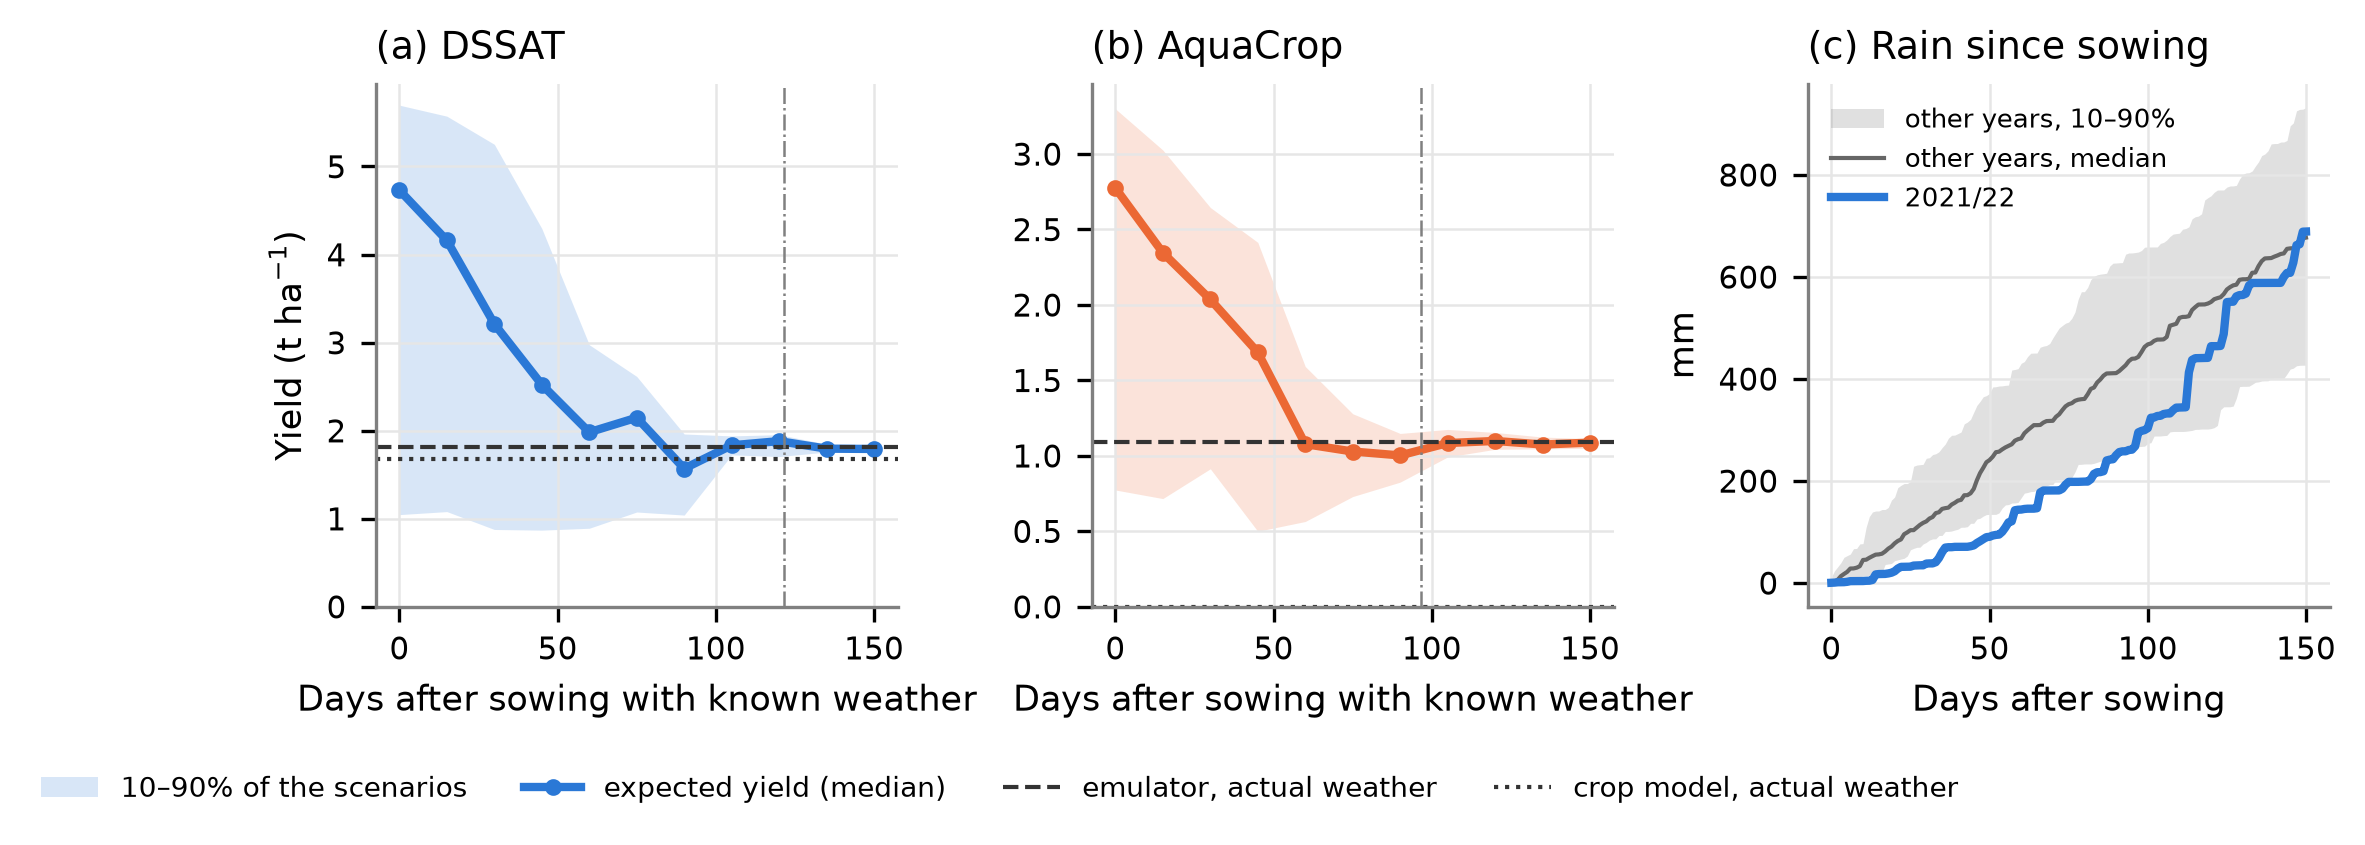 (a) DSSAT
(b) AquaCrop
(c) Rain since sowing
Yield (t ha⁻¹)
5
4
3
2
1
0
0 50 100 150
Days after sowing with known weather
3.0
2.5
2.0
1.5
1.0
0.5
0.0
0 50 100 150
Days after sowing with known weather
mm
800
600
400
200
0
other years, 10–90%
other years, median
2021/22
0 50 100 150
Days after sowing
10–90% of the scenarios
expected yield (median)
emulator, actual weather
crop model, actual weather